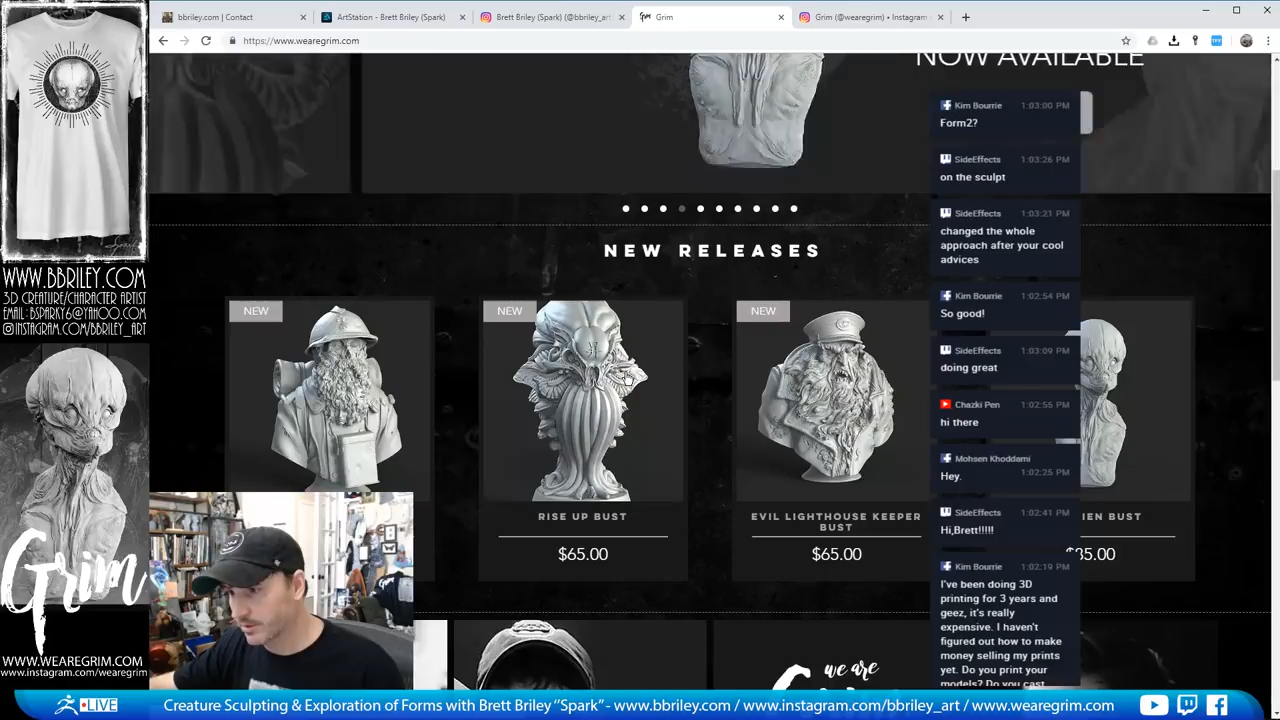 bbriley.com | Contact
ArtStation - Brett Briley (Spark)
Brett Briley (Spark) (@bbriley_art
Grim
Grim (@wearegrim) • Instagram
https://www.wearegrim.com
NOW AVAILABLE
Kim Bourrie 1:03:00 PM
Form2?
SideEffects 1:03:26 PM
on the sculpt
SideEffects 1:03:21 PM
changed the whole
approach after your cool
advices
Kim Bourrie 1:02:54 PM
So good!
SideEffects 1:03:09 PM
doing great
Chazki Pen 1:02:55 PM
hi there
Mohsen Khoddami
1:02:25 PM
Hey.
SideEffects 1:02:41 PM
Hi,Brett!!!!!
Kim Bourrie 1:02:19 PM
I've been doing 3D
printing for 3 years and
geez, it's really
expensive. I haven't
figured out how to make
money selling my prints
yet. Do you print your
models? Do you cast
NEW RELEASES
NEW
NEW
NEW
RISE UP BUST
$65.00
EVIL LIGHTHOUSE KEEPER
BUST
$65.00
IEN BUST
we are
WWW.BBRILEY.COM
3D CREATURE/CHARACTER ARTIST
EMAIL: BSPARKY6@YAHOO.COM
INSTAGRAM.COM/BBRILEY_ART
Grim
WWW.WEAREGRIM.COM
www.instagram.com/wearegrim
LIVE
Creature Sculpting & Exploration of Forms with Brett Briley "Spark" - www.bbriley.com / www.instagram.com/bbriley_art / www.wearegrim.com